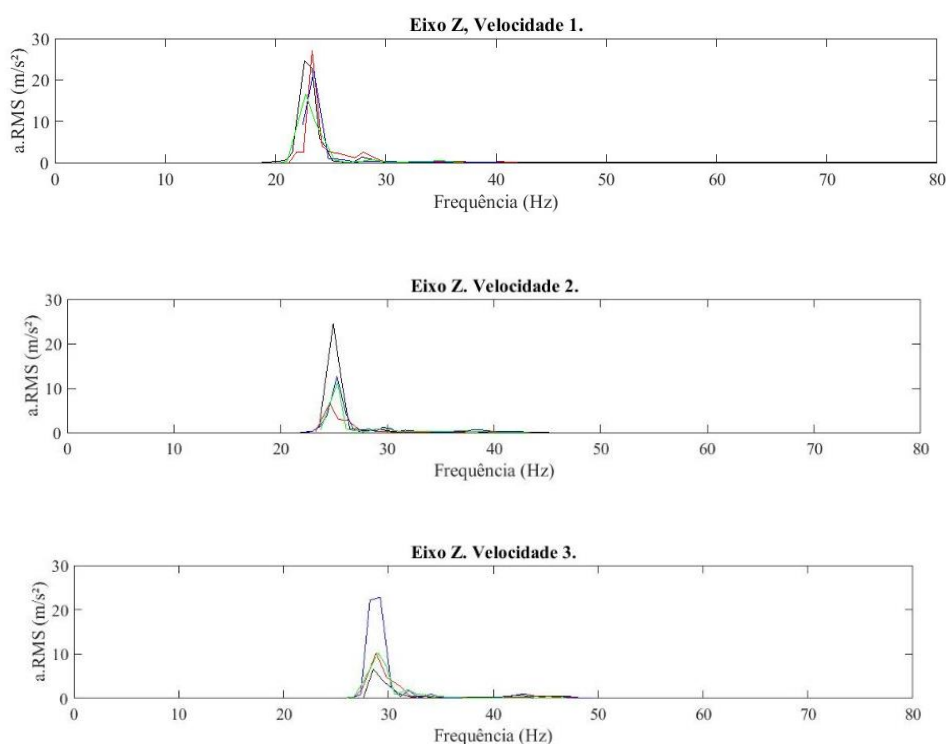 Eixo Z, Velocidade 1.
30
20
10
0
a.RMS (m/s²)
0 10 20 30 40 50 60 70 80
Frequência (Hz)
Eixo Z. Velocidade 2.
30
20
10
0
a.RMS (m/s²)
0 10 20 30 40 50 60 70 80
Frequência (Hz)
Eixo Z. Velocidade 3.
30
20
10
0
a.RMS (m/s²)
0 10 20 30 40 50 60 70 80
Frequência (Hz)